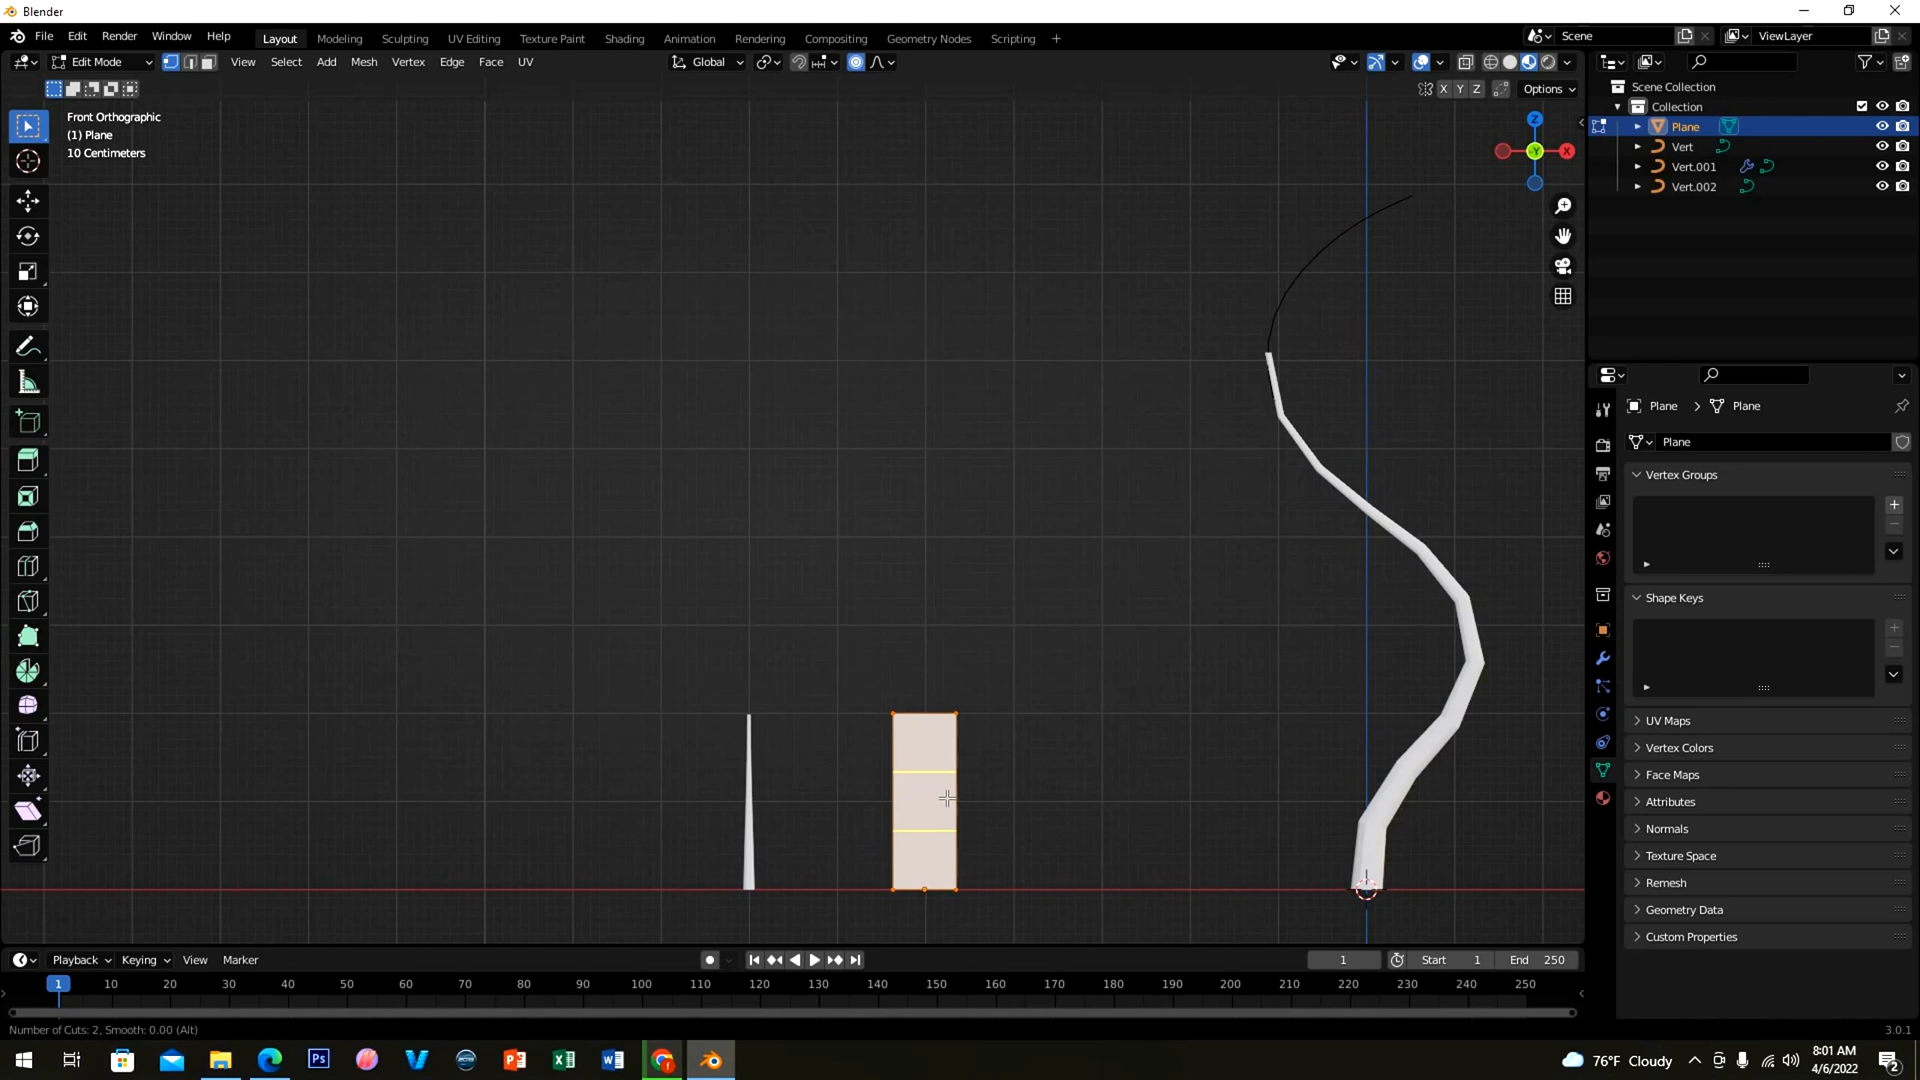 Blender
File Edit Render Window Help
Layout Modeling Sculpting UV Editing Texture Paint Shading Animation Rendering Compositing Geometry Nodes Scripting +
Scene
ViewLayer
Edit Mode View Select Add Mesh Vertex Edge Face UV
Global
X Y Z Options
Front Orthographic
(1) Plane
10 Centimeters
Z
-Y
X
Scene Collection
Collection
Plane
Vert
Vert.001
Vert.002
Plane > Plane
Plane
Vertex Groups
Shape Keys
UV Maps
Vertex Colors
Face Maps
Attributes
Normals
Texture Space
Remesh
Geometry Data
Custom Properties
Playback Keying View Marker
1 Start 1 End 250
1 10 20 30 40 50 60 70 80 90 100 110 120 130 140 150 160 170 180 190 200 210 220 230 240 250
Number of Cuts: 2, Smooth: 0.00 (Alt)
3.0.1
76°F Cloudy
8:01 AM
4/6/2022
2